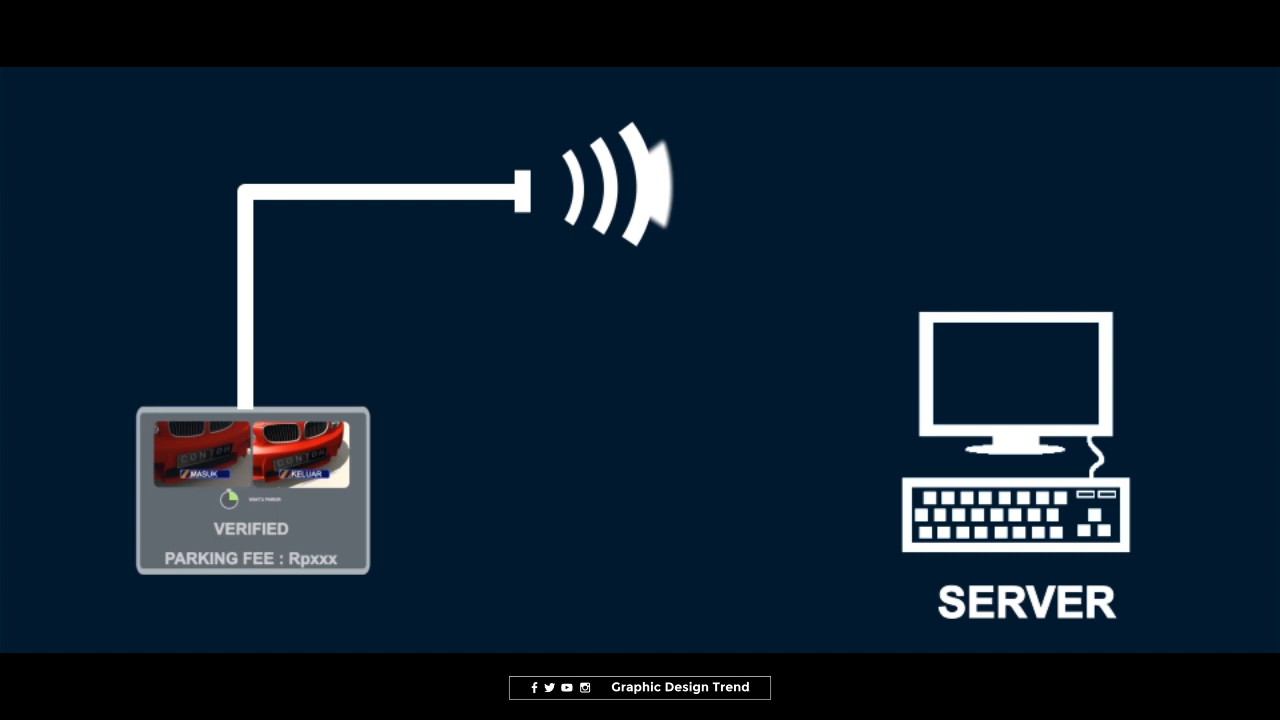 CONTOH
CONTOH
MASUK
KELUAR
VERIFIED
PARKING FEE : Rpxxx
SERVER
Graphic Design Trend